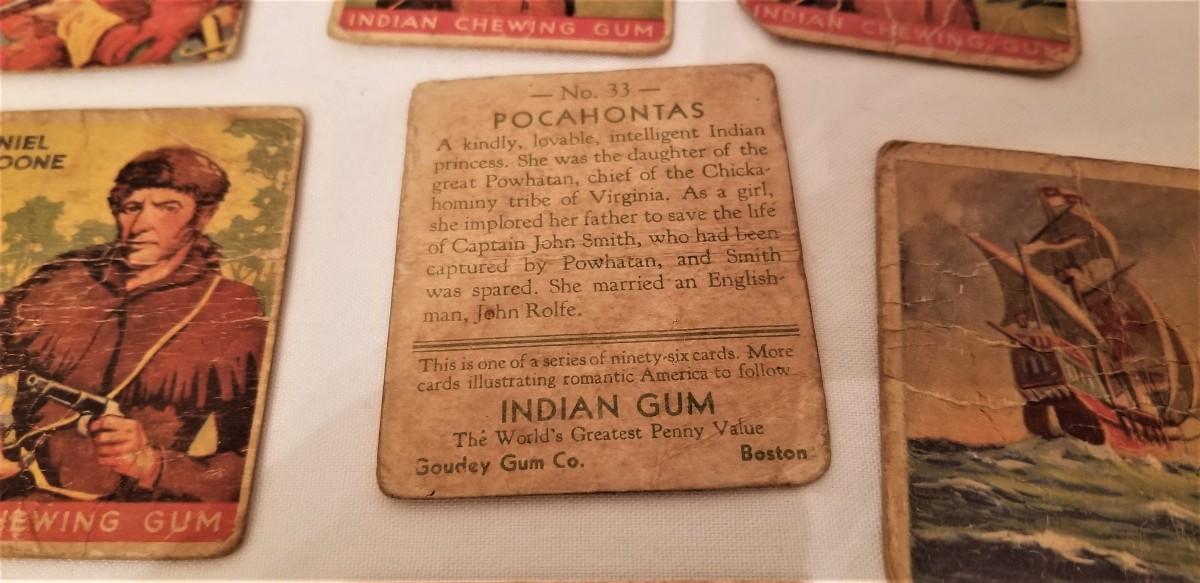 INDIAN CHEWING GUM
INDIAN CHEWING GUM
NIEL
OONE
EWING GUM
— No. 33 —
POCAHONTAS
A kindly, lovable, intelligent Indian
princess. She was the daughter of the
great Powhatan, chief of the Chicka-
hominy tribe of Virginia. As a girl,
she implored her father to save the life
of Captain John Smith, who had been
captured by Powhatan, and Smith
was spared. She married an English-
man, John Rolfe.
This is one of a series of ninety-six cards. More
cards illustrating romantic America to follow
INDIAN GUM
The World's Greatest Penny Value
Goudey Gum Co. Boston